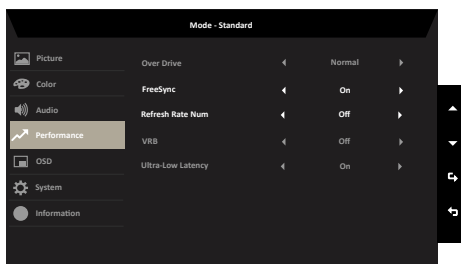 Mode - Standard
Picture
Color
Audio
Performance
OSD
System
Information
Over Drive Normal
FreeSync On
Refresh Rate Num Off
VRB Off
Ultra-Low Latency On